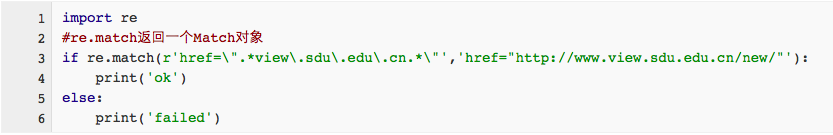 1 import re
2 #re.match返回一个Match对象
3 if re.match(r'href=\".*view\.sdu\.edu\.cn.*\"','href="http://www.view.sdu.edu.cn/new/"'):
4     print('ok')
5 else:
6     print('failed')